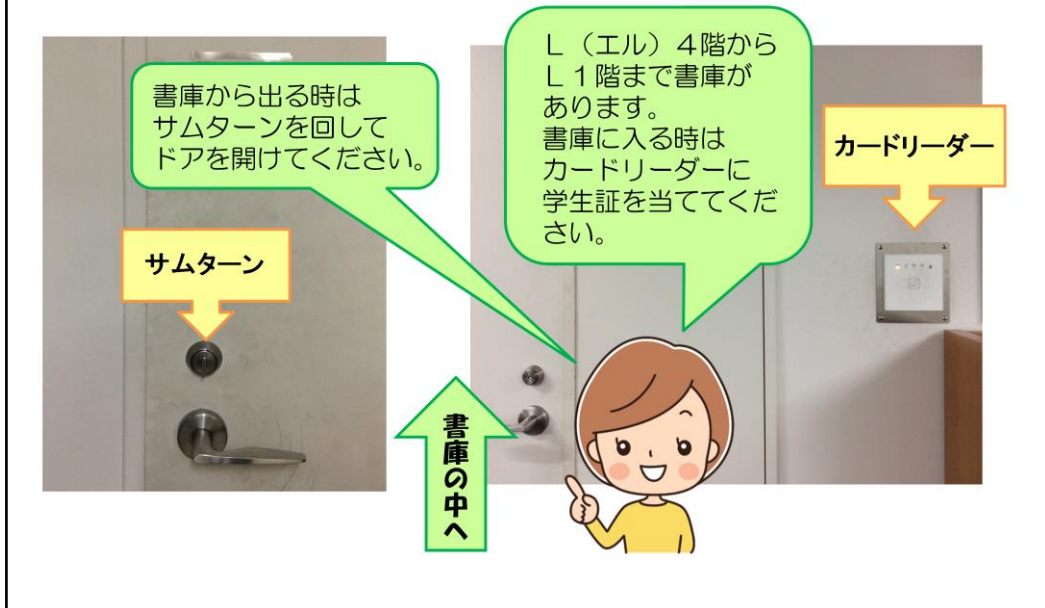 書庫から出る時は
サムターンを回して
ドアを開けてください。
サムターン
L（エル）４階から
L１階まで書庫が
あります。
書庫に入る時は
カードリーダーに
学生証を当ててくだ
さい。
カードリーダー
書庫の中へ